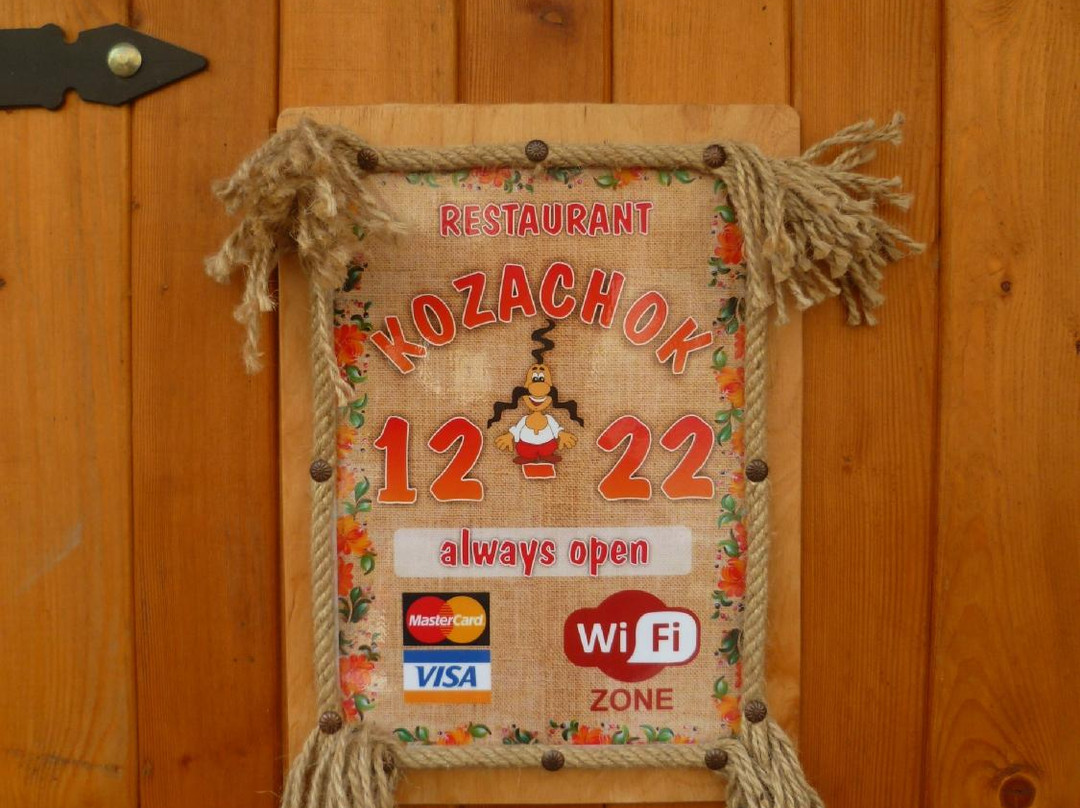 RESTAURANT
KOZACHOK
12 - 22
always open
MasterCard
VISA
Wi Fi
ZONE